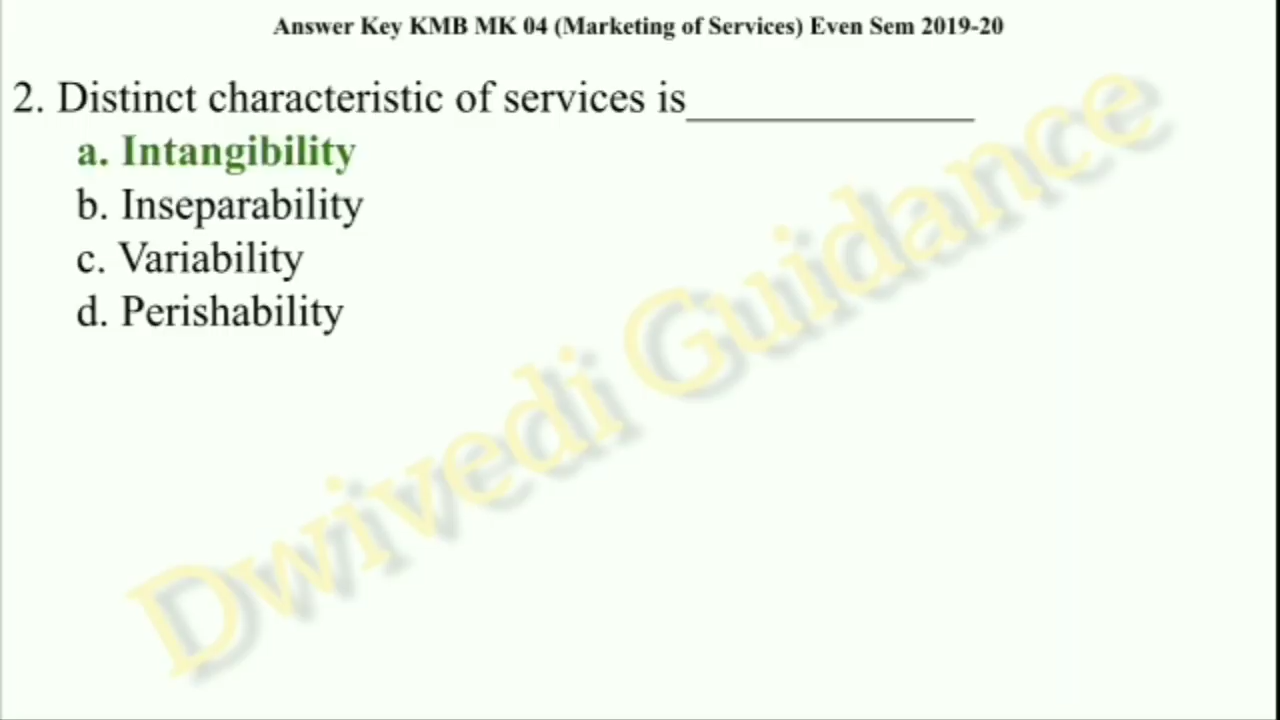 Answer Key KMB MK 04 (Marketing of Services) Even Sem 2019-20
2. Distinct characteristic of services is______________
a. Intangibility
b. Inseparability
c. Variability
d. Perishability
Dwivedi Guidance